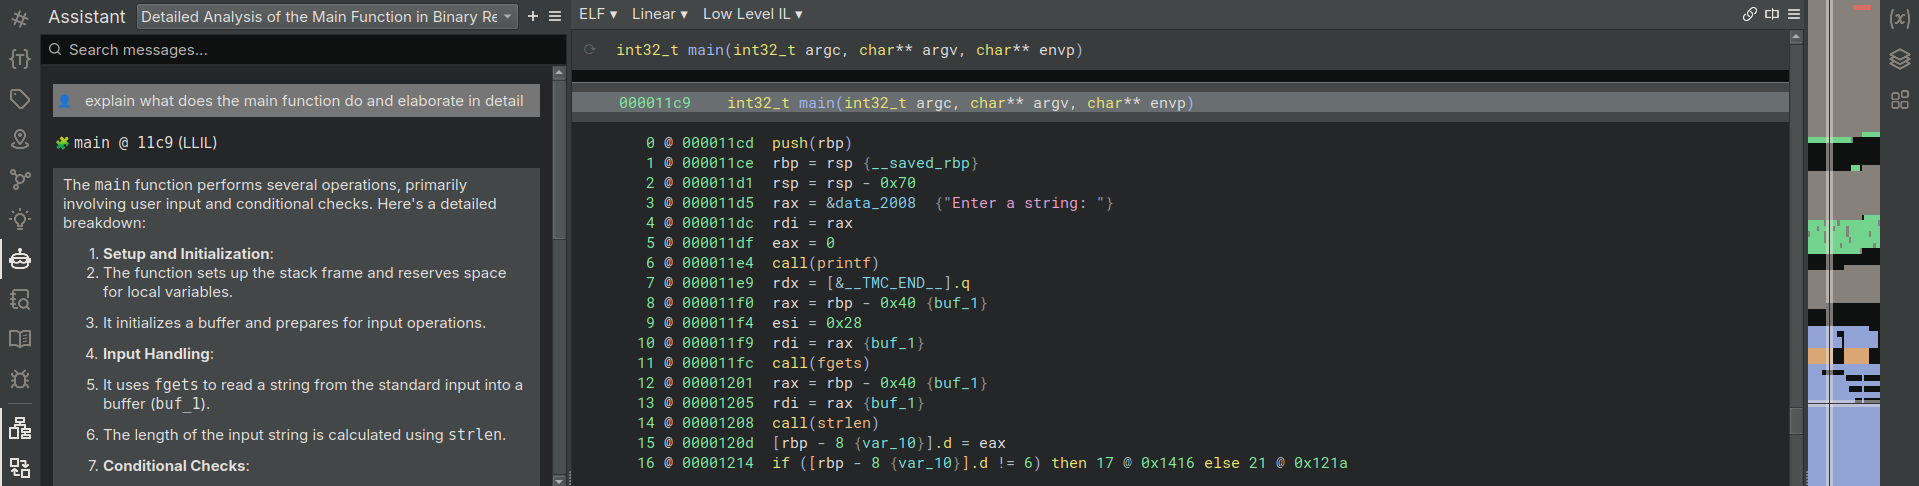 Assistant
Detailed Analysis of the Main Function in Binary Re
Search messages...
explain what does the main function do and elaborate in detail
main @ 11c9 (LLIL)
The main function performs several operations, primarily
involving user input and conditional checks. Here's a detailed
breakdown:
1. Setup and Initialization:
2. The function sets up the stack frame and reserves space
for local variables.
3. It initializes a buffer and prepares for input operations.
4. Input Handling:
5. It uses fgets to read a string from the standard input into a
buffer (buf_1).
6. The length of the input string is calculated using strlen.
7. Conditional Checks:
ELF ▾ Linear ▾ Low Level IL ▾
int32_t main(int32_t argc, char** argv, char** envp)
000011c9 int32_t main(int32_t argc, char** argv, char** envp)
0 @ 000011cd push(rbp)
1 @ 000011ce rbp = rsp {__saved_rbp}
2 @ 000011d1 rsp = rsp - 0x70
3 @ 000011d5 rax = &data_2008 {"Enter a string: "}
4 @ 000011dc rdi = rax
5 @ 000011df eax = 0
6 @ 000011e4 call(printf)
7 @ 000011e9 rdx = [&__TMC_END__].q
8 @ 000011f0 rax = rbp - 0x40 {buf_1}
9 @ 000011f4 esi = 0x28
10 @ 000011f9 rdi = rax {buf_1}
11 @ 000011fc call(fgets)
12 @ 00001201 rax = rbp - 0x40 {buf_1}
13 @ 00001205 rdi = rax {buf_1}
14 @ 00001208 call(strlen)
15 @ 0000120d [rbp - 8 {var_10}].d = eax
16 @ 00001214 if ([rbp - 8 {var_10}].d != 6) then 17 @ 0x1416 else 21 @ 0x121a